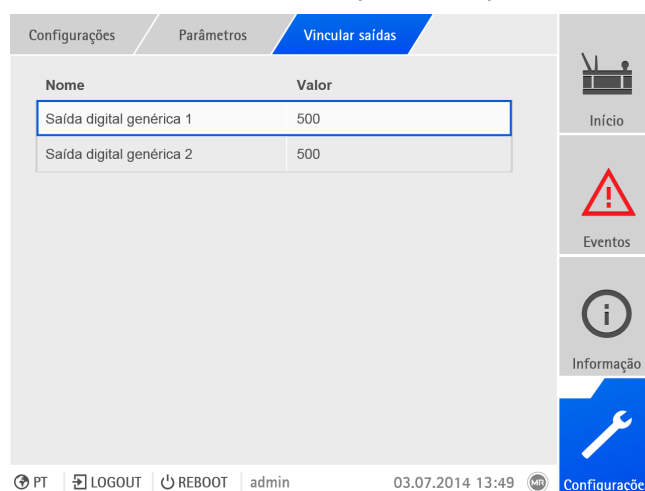 Configurações Parâmetros Vincular saídas
Nome Valor
Saída digital genérica 1 500
Saída digital genérica 2 500
Início
Eventos
Informação
Configuraçõe
PT LOGOUT REBOOT admin 03.07.2014 13:49 MR